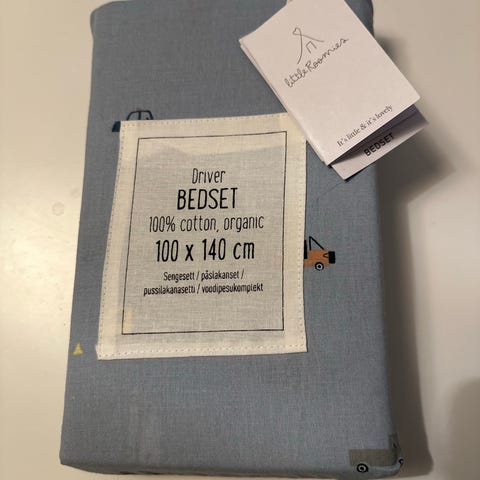 little Roomies
It's little & it's lovely
BEDSET
Driver
BEDSET
100% cotton, organic
100 x 140 cm
Sengesett / påslakanset /
pussilakanasetti / voodipesukomplekt